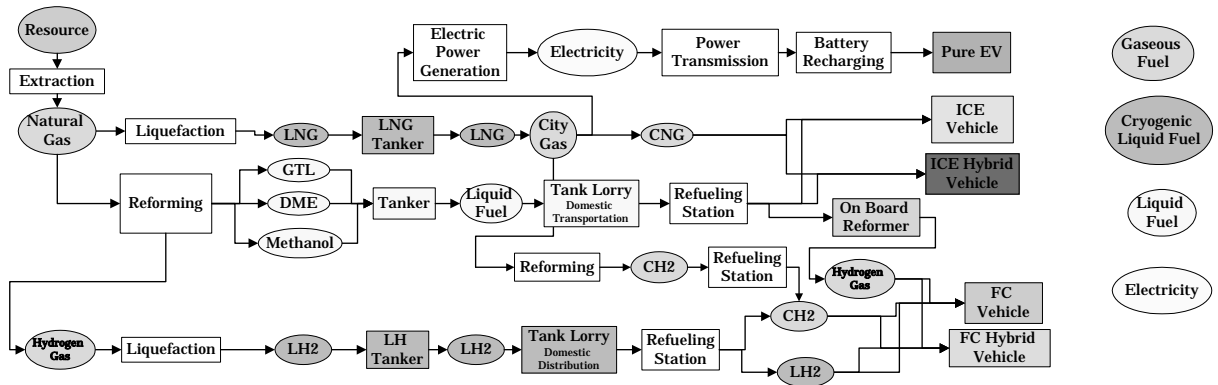 Resource
Extraction
Natural
Gas
Liquefaction
LNG
LNG
Tanker
LNG
City
Gas
Electric
Power
Generation
Electricity
Power
Transmission
Battery
Recharging
Pure EV
CNG
ICE
Vehicle
ICE Hybrid
Vehicle
Reforming
GTL
DME
Methanol
Tanker
Liquid
Fuel
Tank Lorry
Domestic
Transportation
Refueling
Station
On Board
Reformer
Reforming
CH2
Refueling
Station
Hydrogen
Gas
CH2
FC
Vehicle
FC Hybrid
Vehicle
Hydrogen
Gas
Liquefaction
LH2
LH
Tanker
LH2
Tank Lorry
Domestic
Distribution
Refueling
Station
LH2
Gaseous
Fuel
Cryogenic
Liquid Fuel
Liquid
Fuel
Electricity